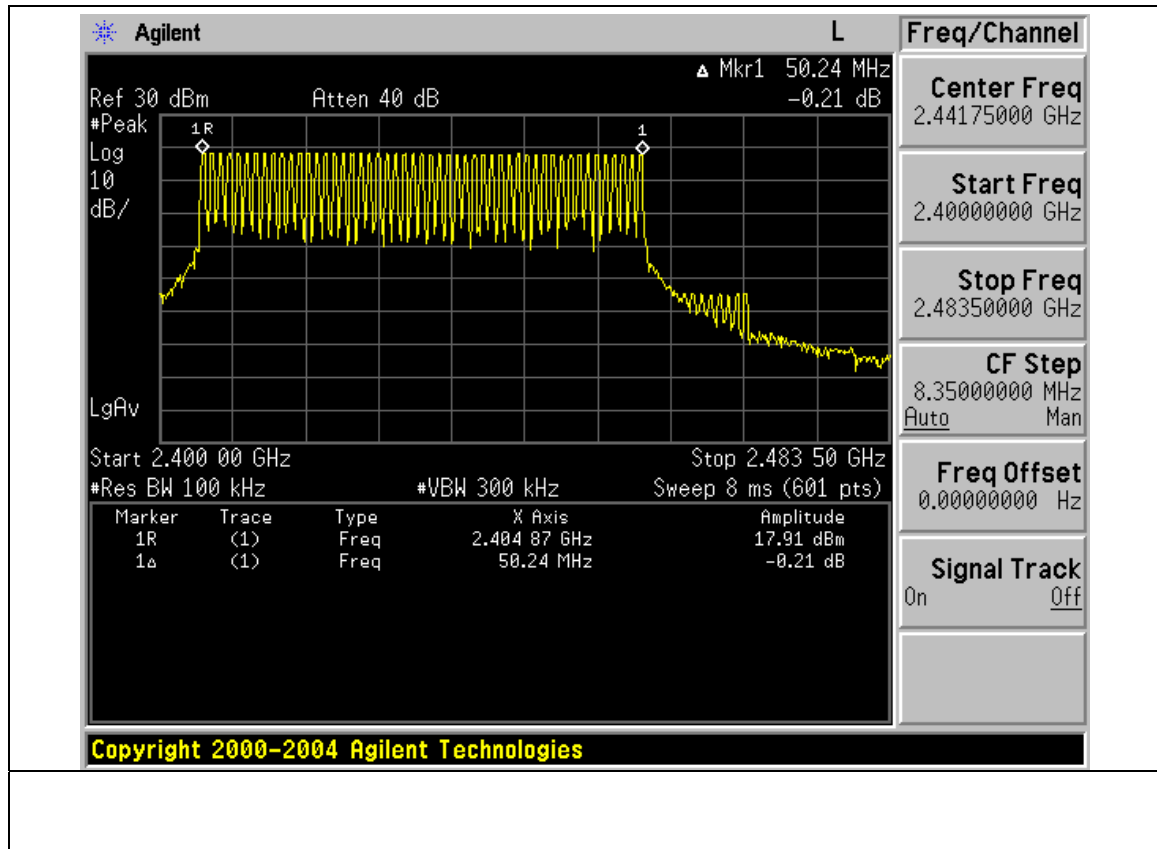 Agilent L Freq/Channel
Δ Mkr1 50.24 MHz
Ref 30 dBm Atten 40 dB -0.21 dB
#Peak
Log
10
dB/
1R
1
LgAv
Start 2.400 00 GHz Stop 2.483 50 GHz
#Res BW 100 kHz #VBW 300 kHz Sweep 8 ms (601 pts)
Marker Trace Type X Axis Amplitude
1R (1) Freq 2.404 87 GHz 17.91 dBm
1Δ (1) Freq 50.24 MHz -0.21 dB
Center Freq
2.44175000 GHz
Start Freq
2.40000000 GHz
Stop Freq
2.48350000 GHz
CF Step
8.35000000 MHz
Auto Man
Freq Offset
0.00000000 Hz
Signal Track
On Off
Copyright 2000-2004 Agilent Technologies